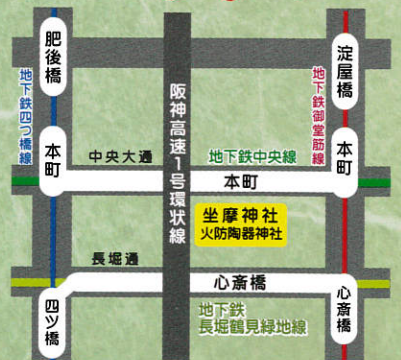 肥後橋
淀屋橋
地下鉄四つ橋線
阪神高速1号環状線
地下鉄御堂筋線
本町
中央大通
地下鉄中央線
本町
本町
坐摩神社
火防陶器神社
長堀通
心斎橋
四ツ橋
地下鉄
長堀鶴見緑地線
心斎橋